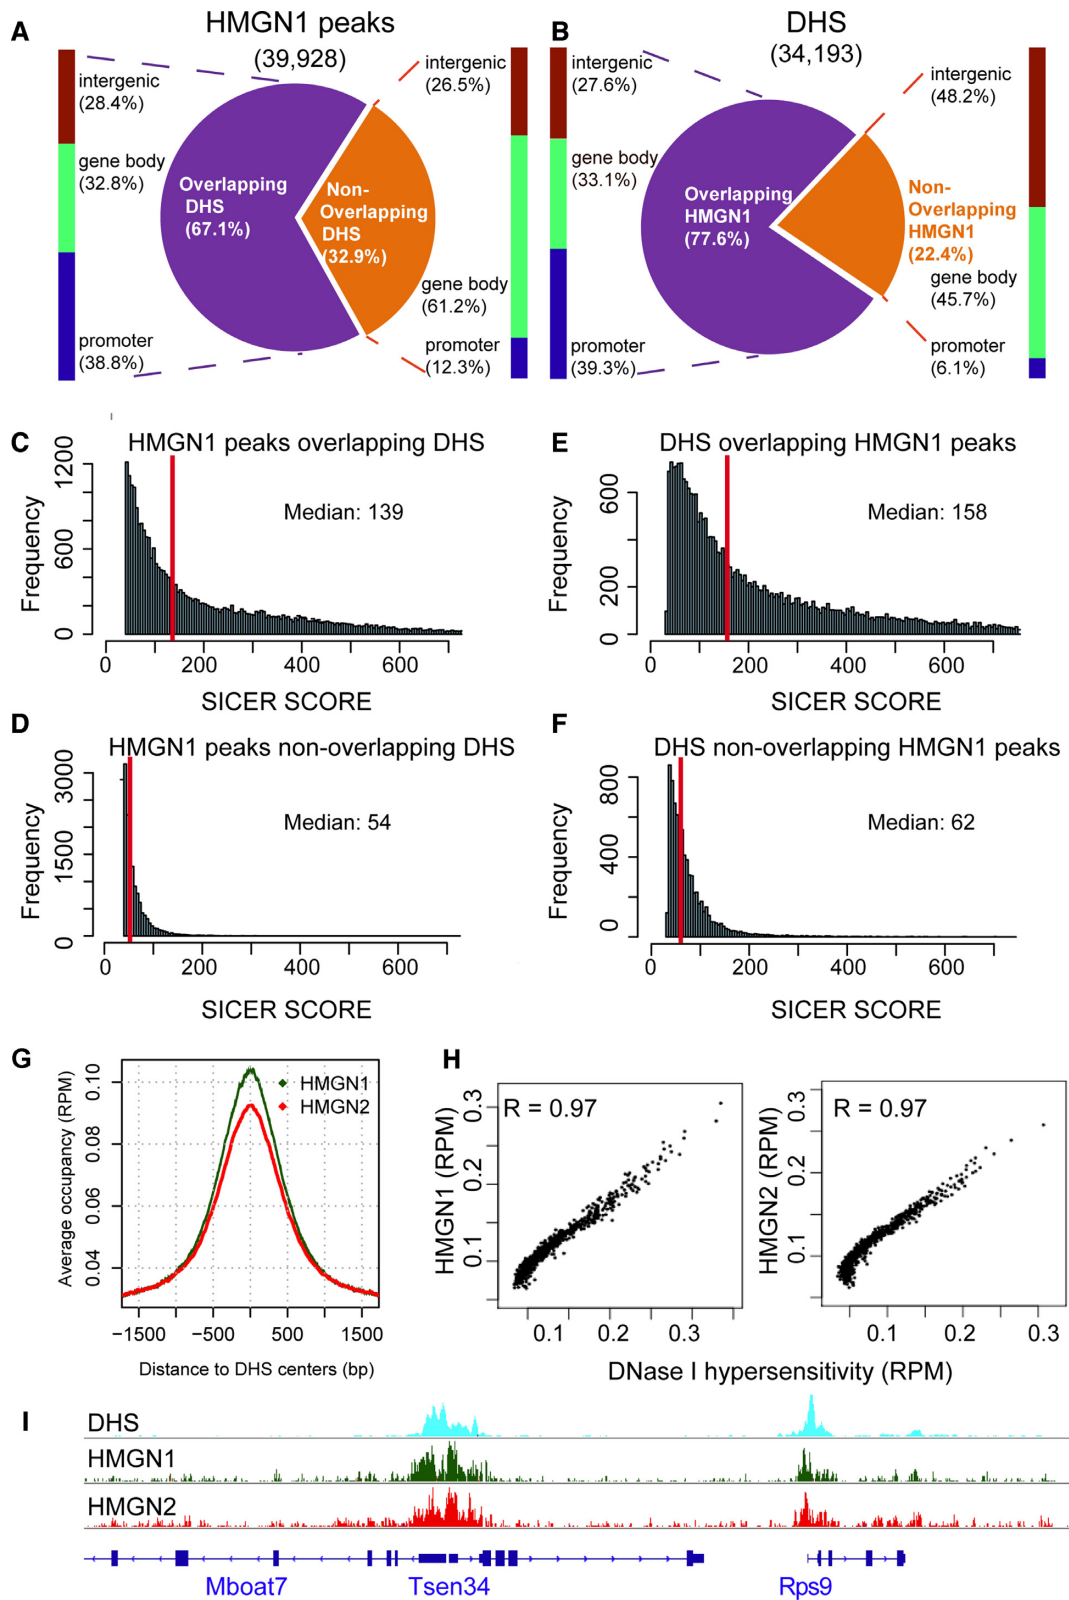 A
HMGN1 peaks
(39,928)
intergenic
(28.4%)
gene body
(32.8%)
promoter
(38.8%)
Overlapping
DHS
(67.1%)
Non-
Overlapping
DHS
(32.9%)
intergenic
(26.5%)
gene body
(61.2%)
promoter
(12.3%)
B
DHS
(34,193)
intergenic
(27.6%)
gene body
(33.1%)
promoter
(39.3%)
Overlapping
HMGN1
(77.6%)
Non-
Overlapping
HMGN1
(22.4%)
intergenic
(48.2%)
gene body
(45.7%)
promoter
(6.1%)
C
HMGN1 peaks overlapping DHS
Median: 139
Frequency
0 600 1200
0 200 400 600
SICER SCORE
E
DHS overlapping HMGN1 peaks
Median: 158
Frequency
0 200 600
0 200 400 600
SICER SCORE
D
HMGN1 peaks non-overlapping DHS
Median: 54
Frequency
0 1500 3000
0 200 400 600
SICER SCORE
F
DHS non-overlapping HMGN1 peaks
Median: 62
Frequency
0 400 800
0 200 400 600
SICER SCORE
G
HMGN1
HMGN2
Average occupancy (RPM)
0.04 0.06 0.08 0.10
−1500 −500 500 1500
Distance to DHS centers (bp)
H
R = 0.97
HMGN1 (RPM)
0.1 0.2 0.3
0.1 0.2 0.3
R = 0.97
HMGN2 (RPM)
0.1 0.2 0.3
0.1 0.2 0.3
DNase I hypersensitivity (RPM)
I
DHS
HMGN1
HMGN2
Mboat7 Tsen34 Rps9